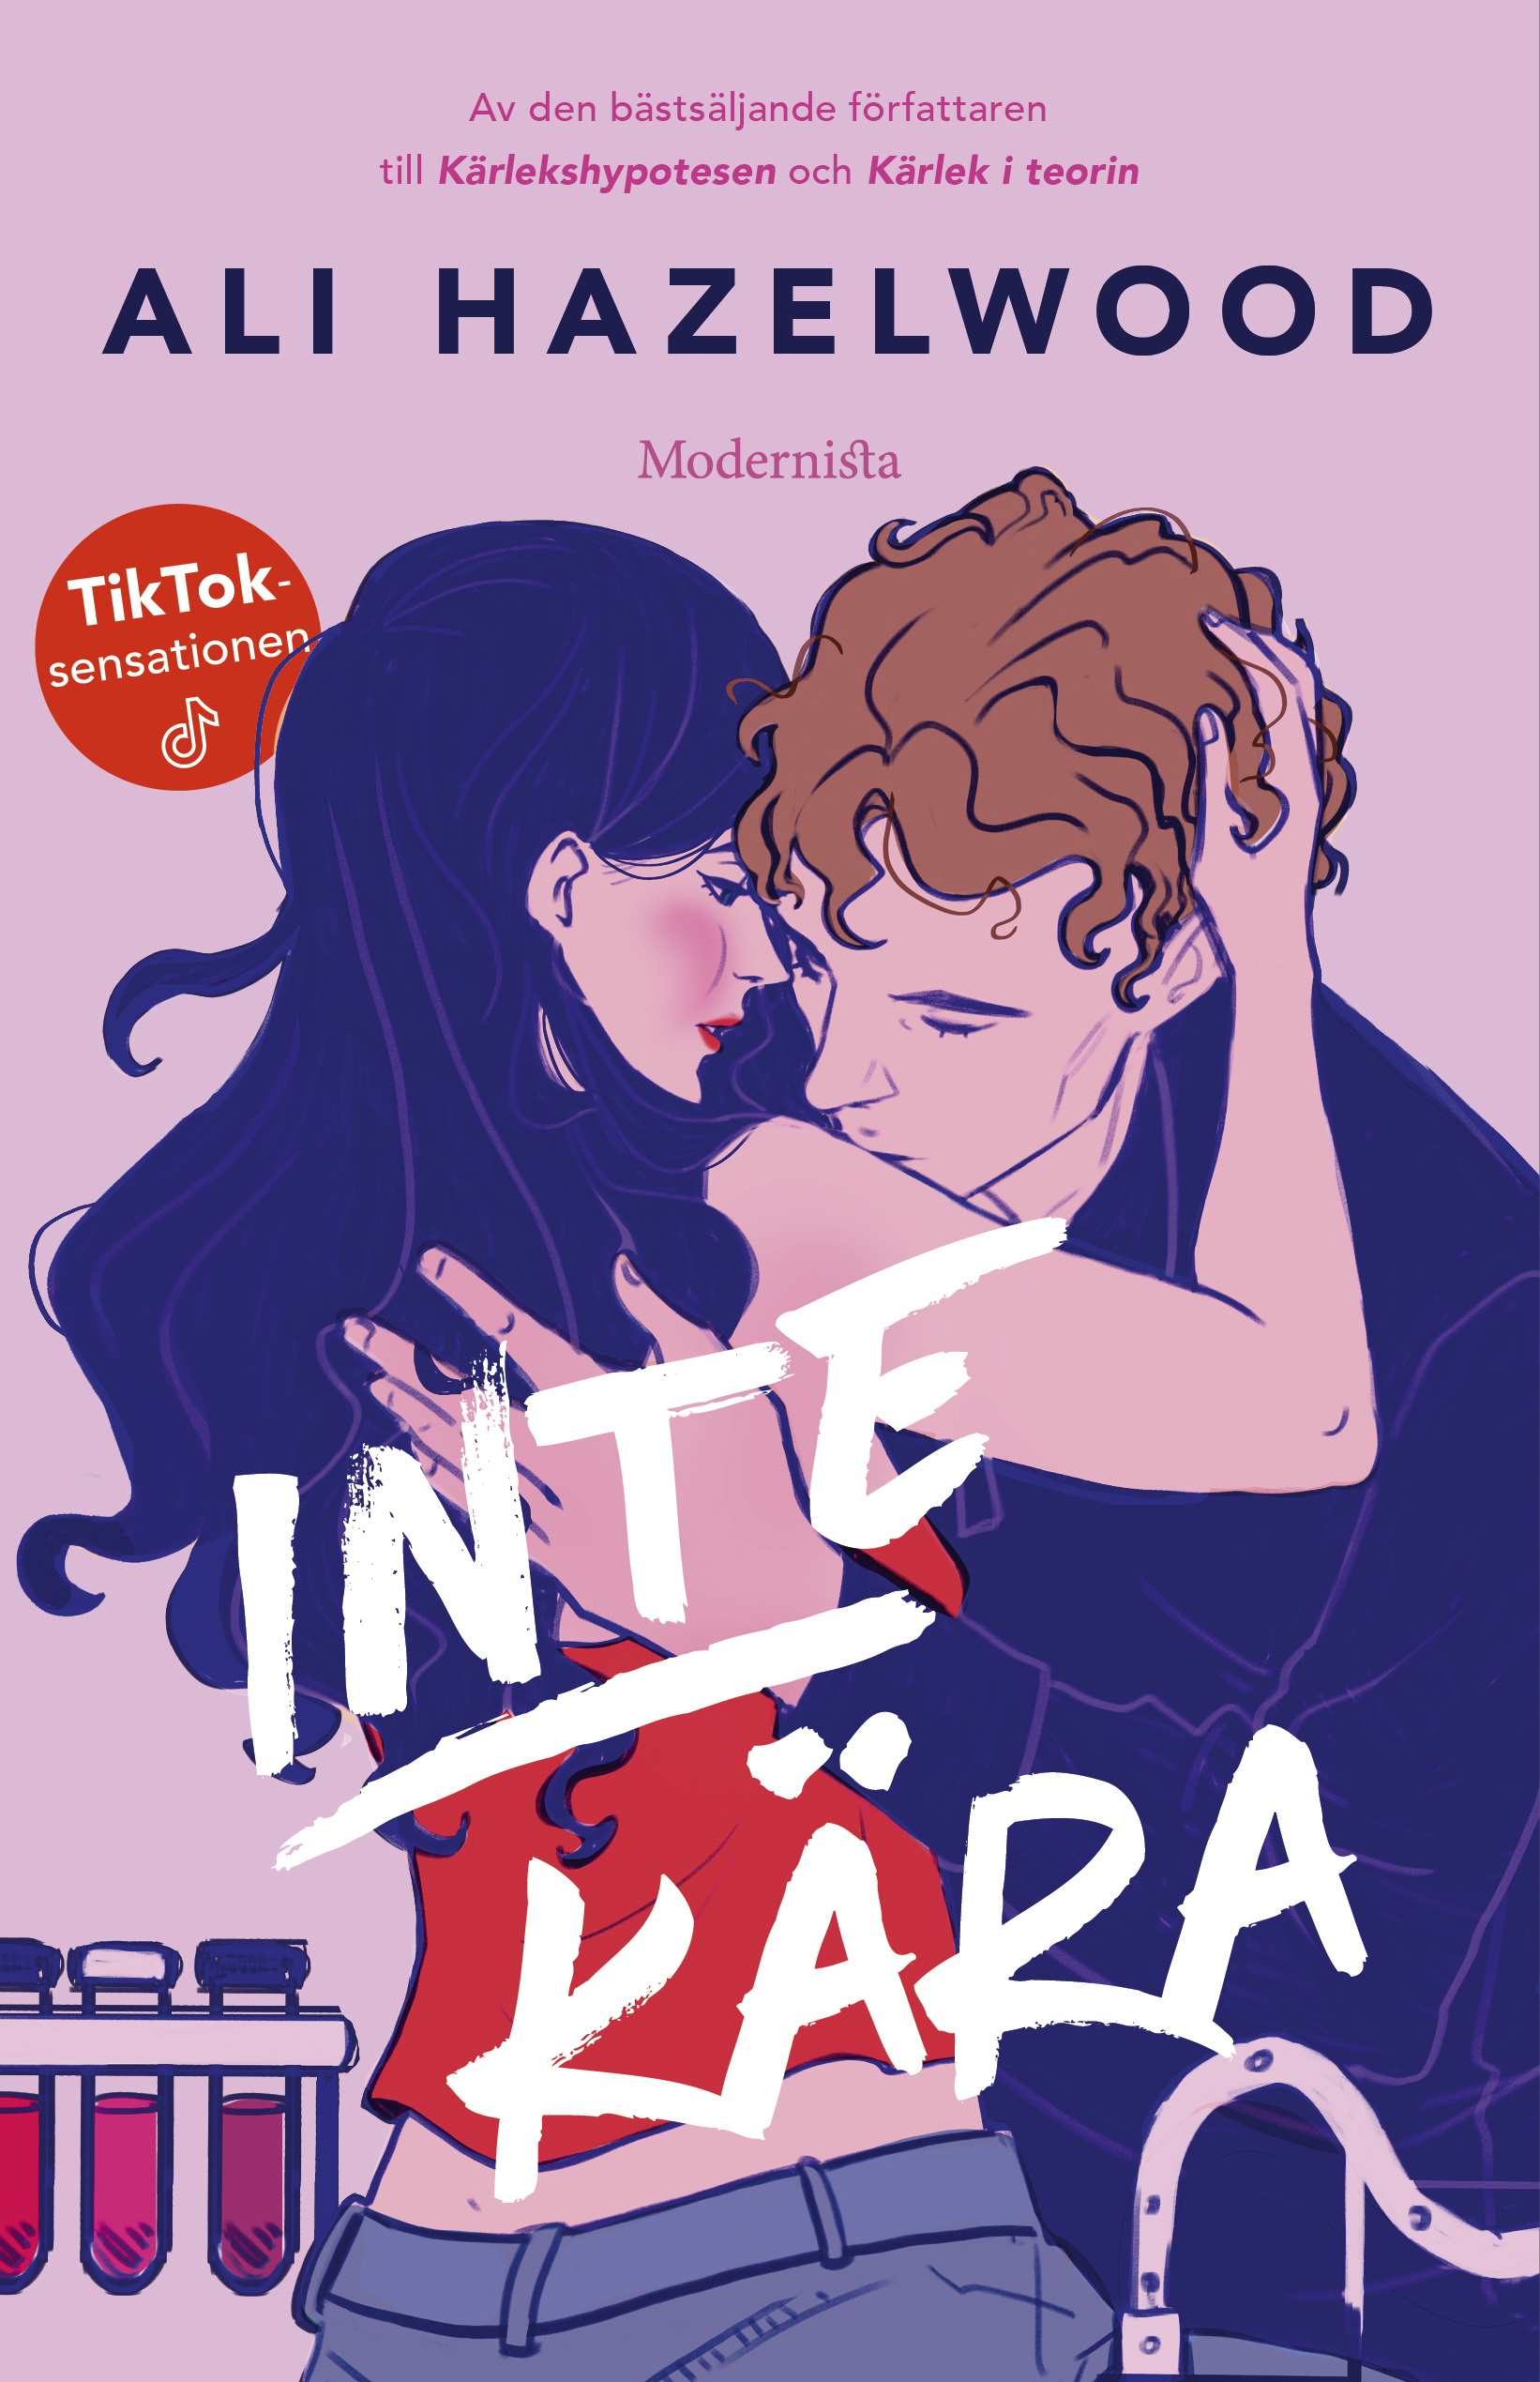 Av den bästsäljande författaren
till Kärlekshypotesen och Kärlek i teorin
ALI HAZELWOOD
Modernista
TikTok-
sensationen
INTE
KÄRA